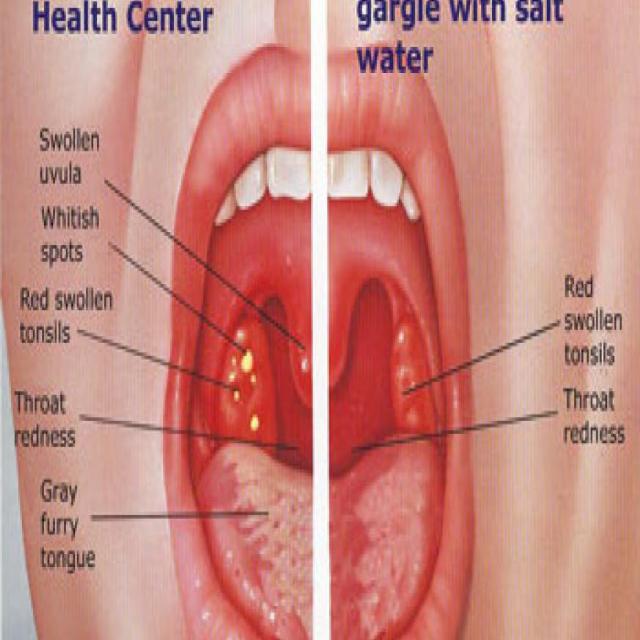 Health Center
gargle with salt
water
Swollen
uvula
Whitish
spots
Red swollen
tonsils
Throat
redness
Gray
furry
tongue
Red
swollen
tonsils
Throat
redness